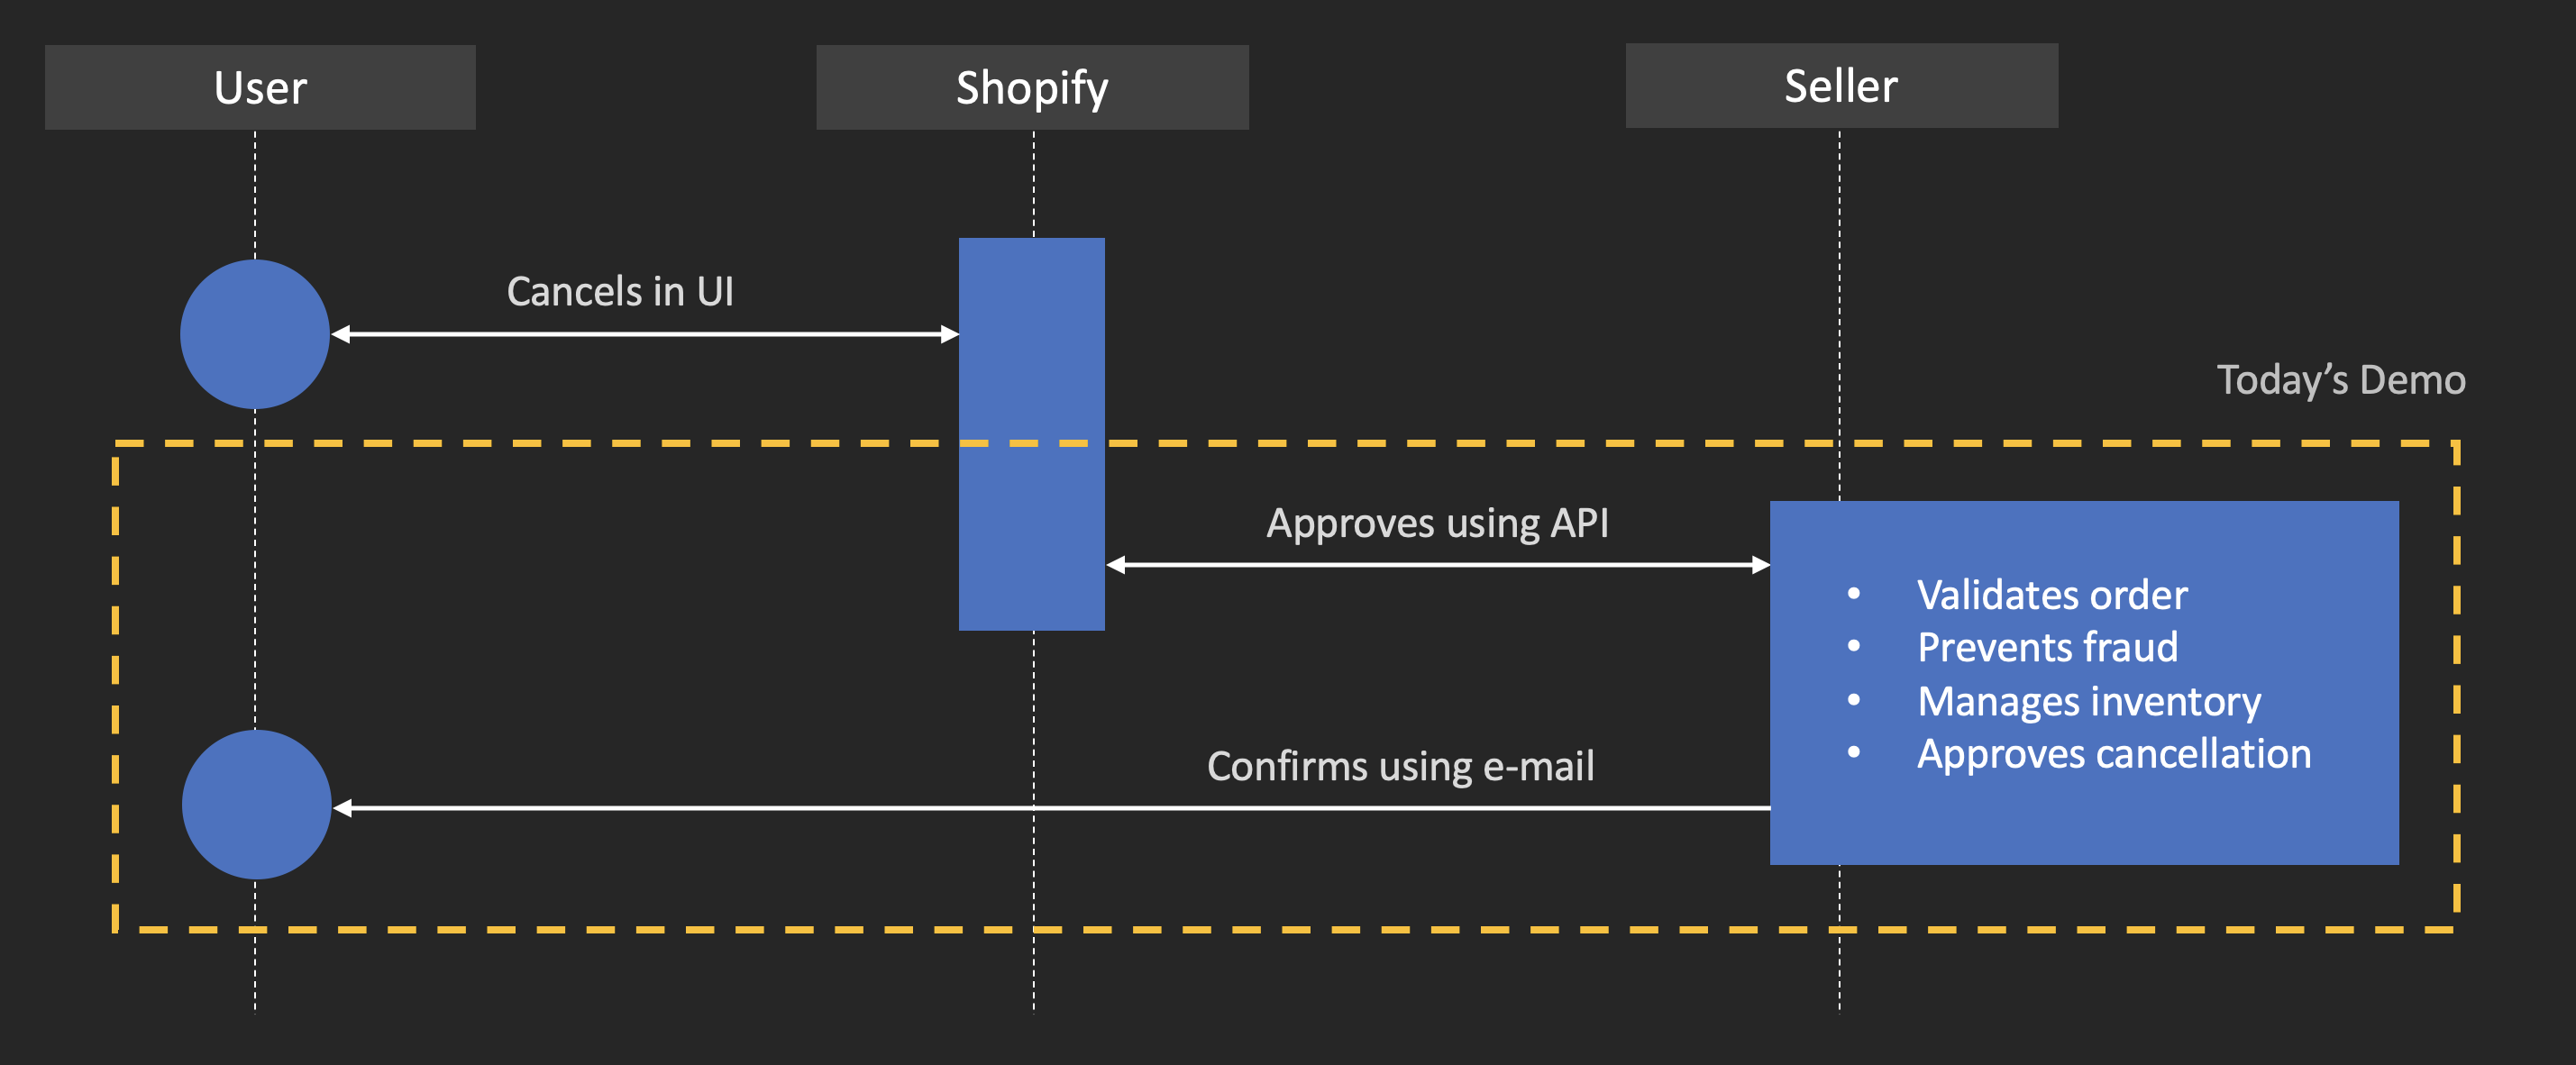 User
Shopify
Seller
Cancels in UI
Today’s Demo
Approves using API
• Validates order
• Prevents fraud
• Manages inventory
• Approves cancellation
Confirms using e-mail